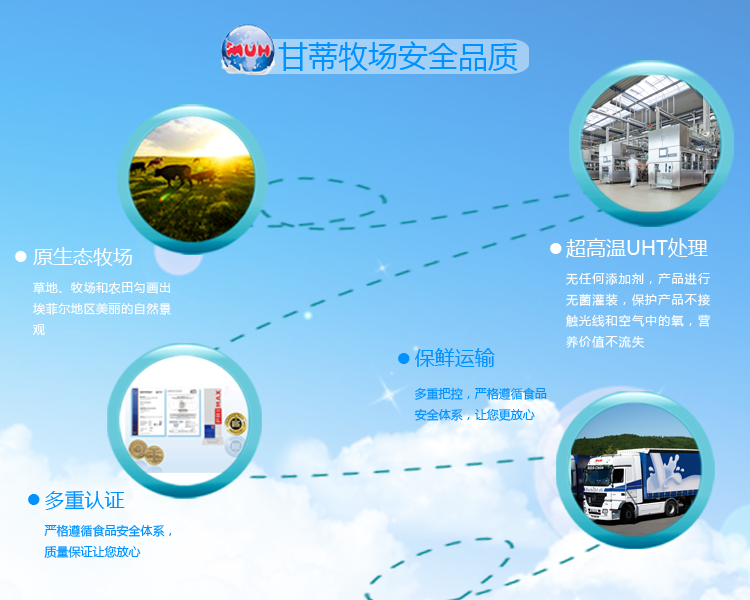 MUH 甘蒂牧场安全品质
原生态牧场
草地、牧场和农田勾画出
埃菲尔地区美丽的自然景
观
超高温UHT处理
无任何添加剂，产品进行
无菌灌装，保护产品不接
触光线和空气中的氧，营
养价值不流失
保鲜运输
多重把控，严格遵循食品
安全体系，让您更放心
多重认证
严格遵循食品安全体系，
质量保证让您放心